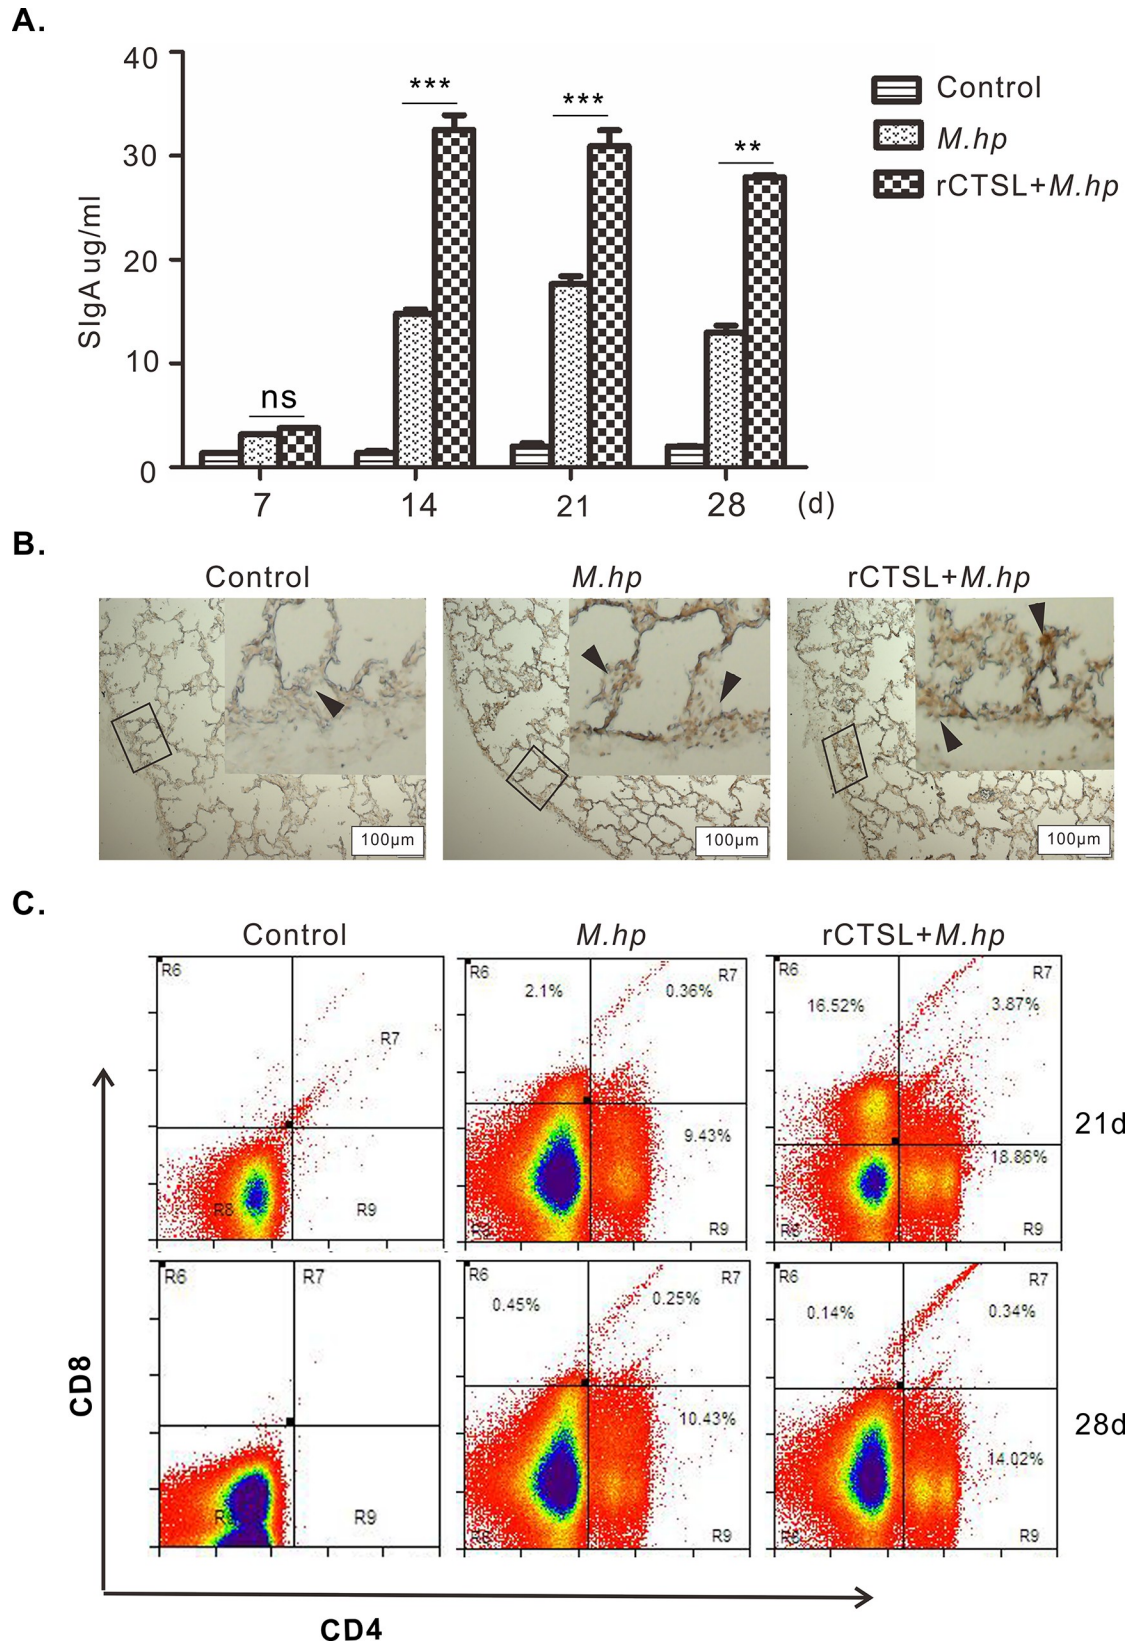 A.
40
30
20
10
0
SIgA ug/ml
ns
***
***
**
7 14 21 28 (d)
Control
M.hp
rCTSL+M.hp
B.
Control M.hp rCTSL+M.hp
100μm 100μm 100μm
C.
Control M.hp rCTSL+M.hp
R6 R7 R8 R9
R6 2.1% 0.36% R7 9.43% R9
R6 16.52% 3.87% R7 18.86% R9
21d
R6 R7 R9
R6 0.45% 0.25% R7 10.43% R9
R6 0.14% 0.34% R7 14.02% R9
28d
CD8
CD4